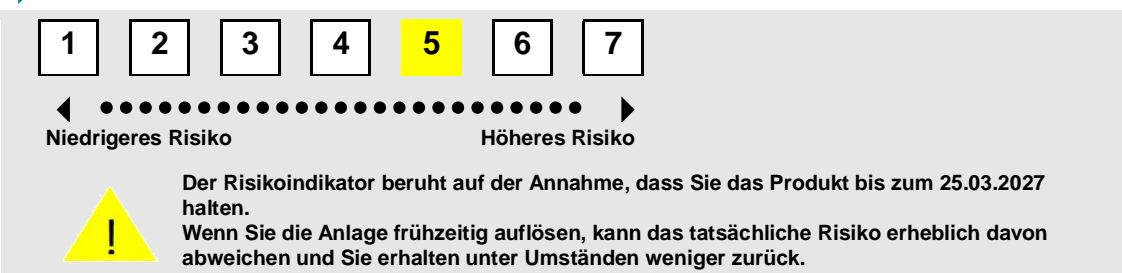 1 2 3 4 5 6 7
Niedrigeres Risiko Höheres Risiko
Der Risikoindikator beruht auf der Annahme, dass Sie das Produkt bis zum 25.03.2027
halten.
Wenn Sie die Anlage frühzeitig auflösen, kann das tatsächliche Risiko erheblich davon
abweichen und Sie erhalten unter Umständen weniger zurück.
!